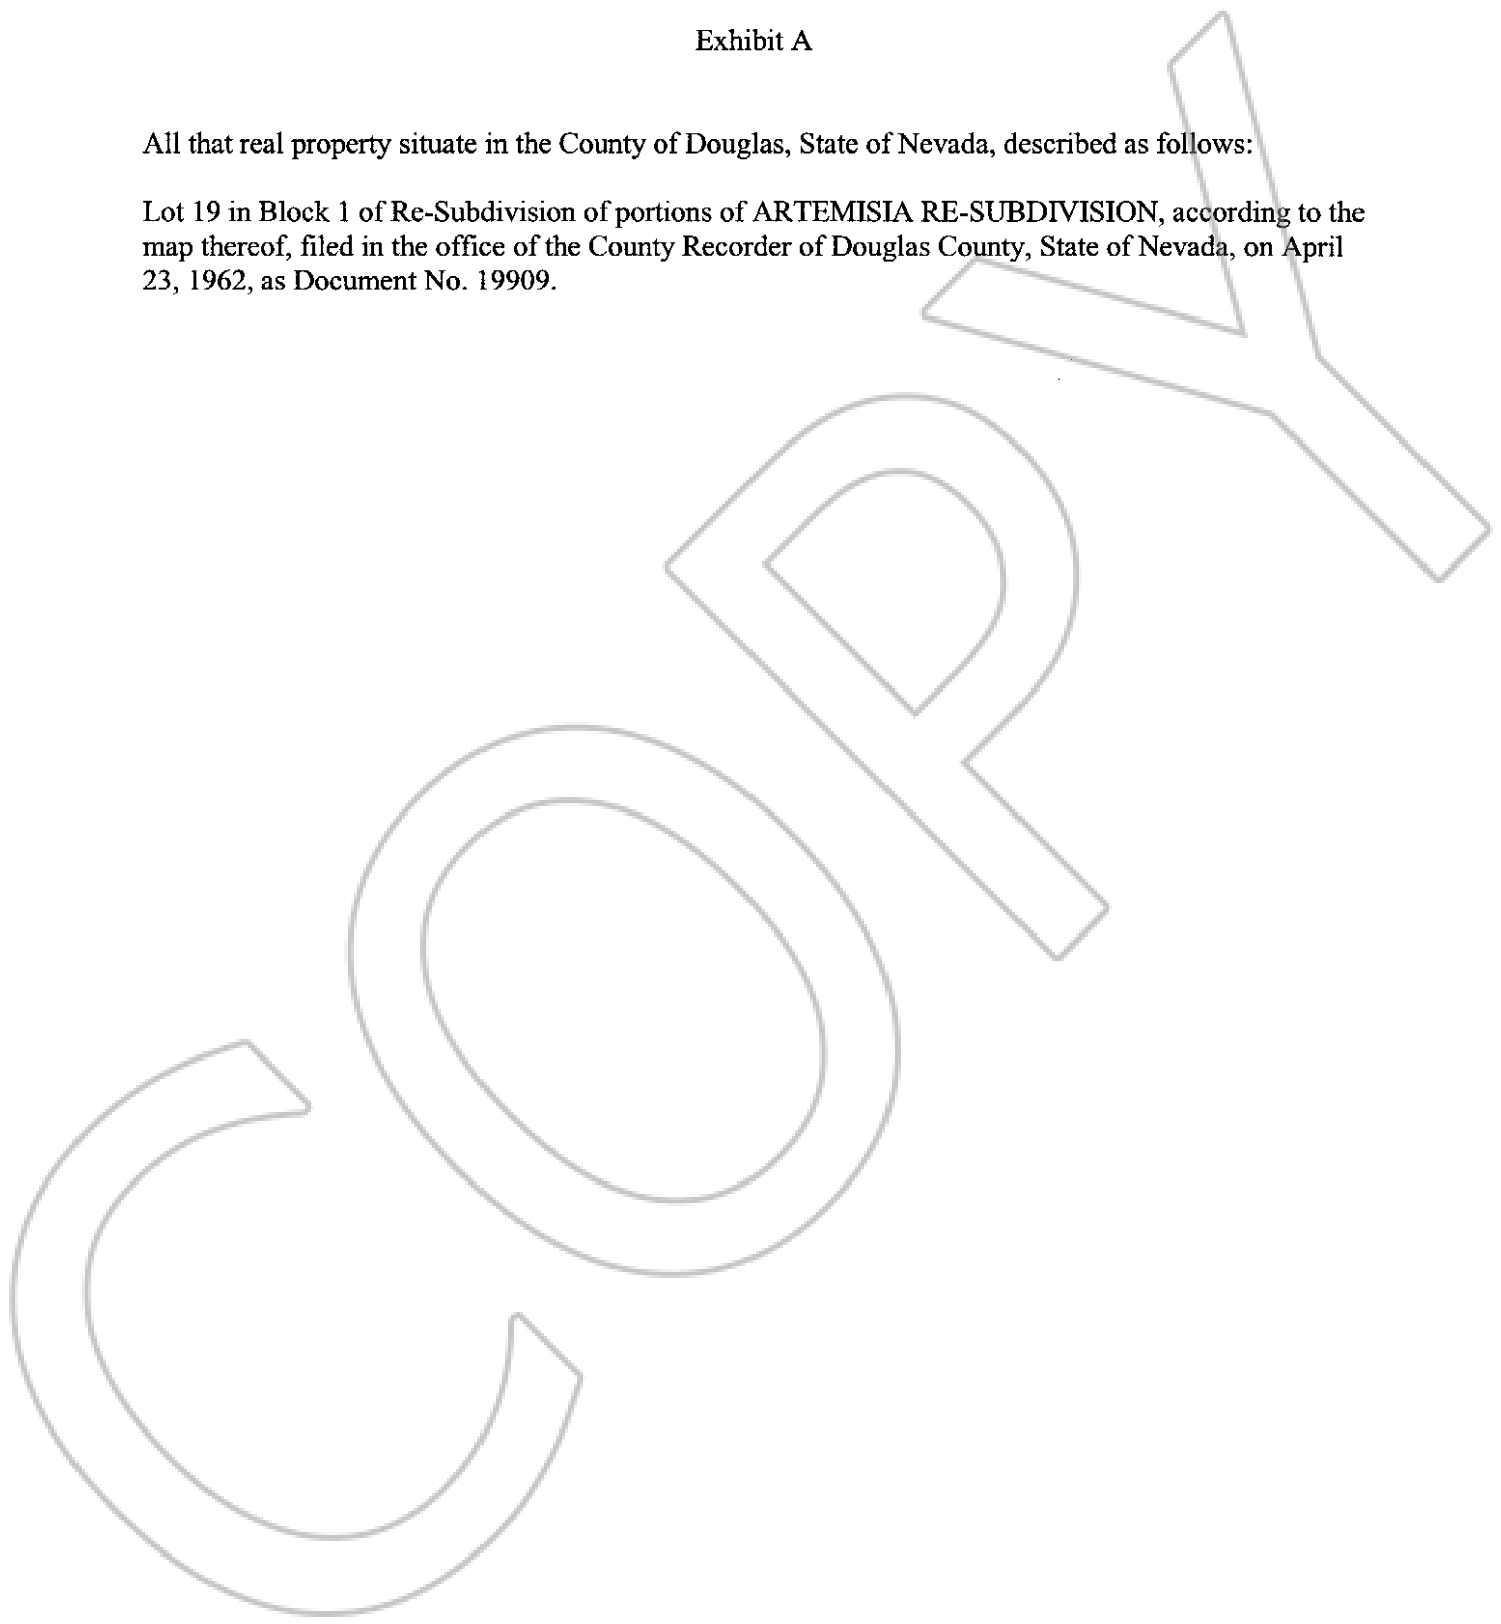 Exhibit A
All that real property situate in the County of Douglas, State of Nevada, described as follows:
Lot 19 in Block 1 of Re-Subdivision of portions of ARTEMISIA RE-SUBDIVISION, according to the
map thereof, filed in the office of the County Recorder of Douglas County, State of Nevada, on April
23, 1962, as Document No. 19909.
COPY